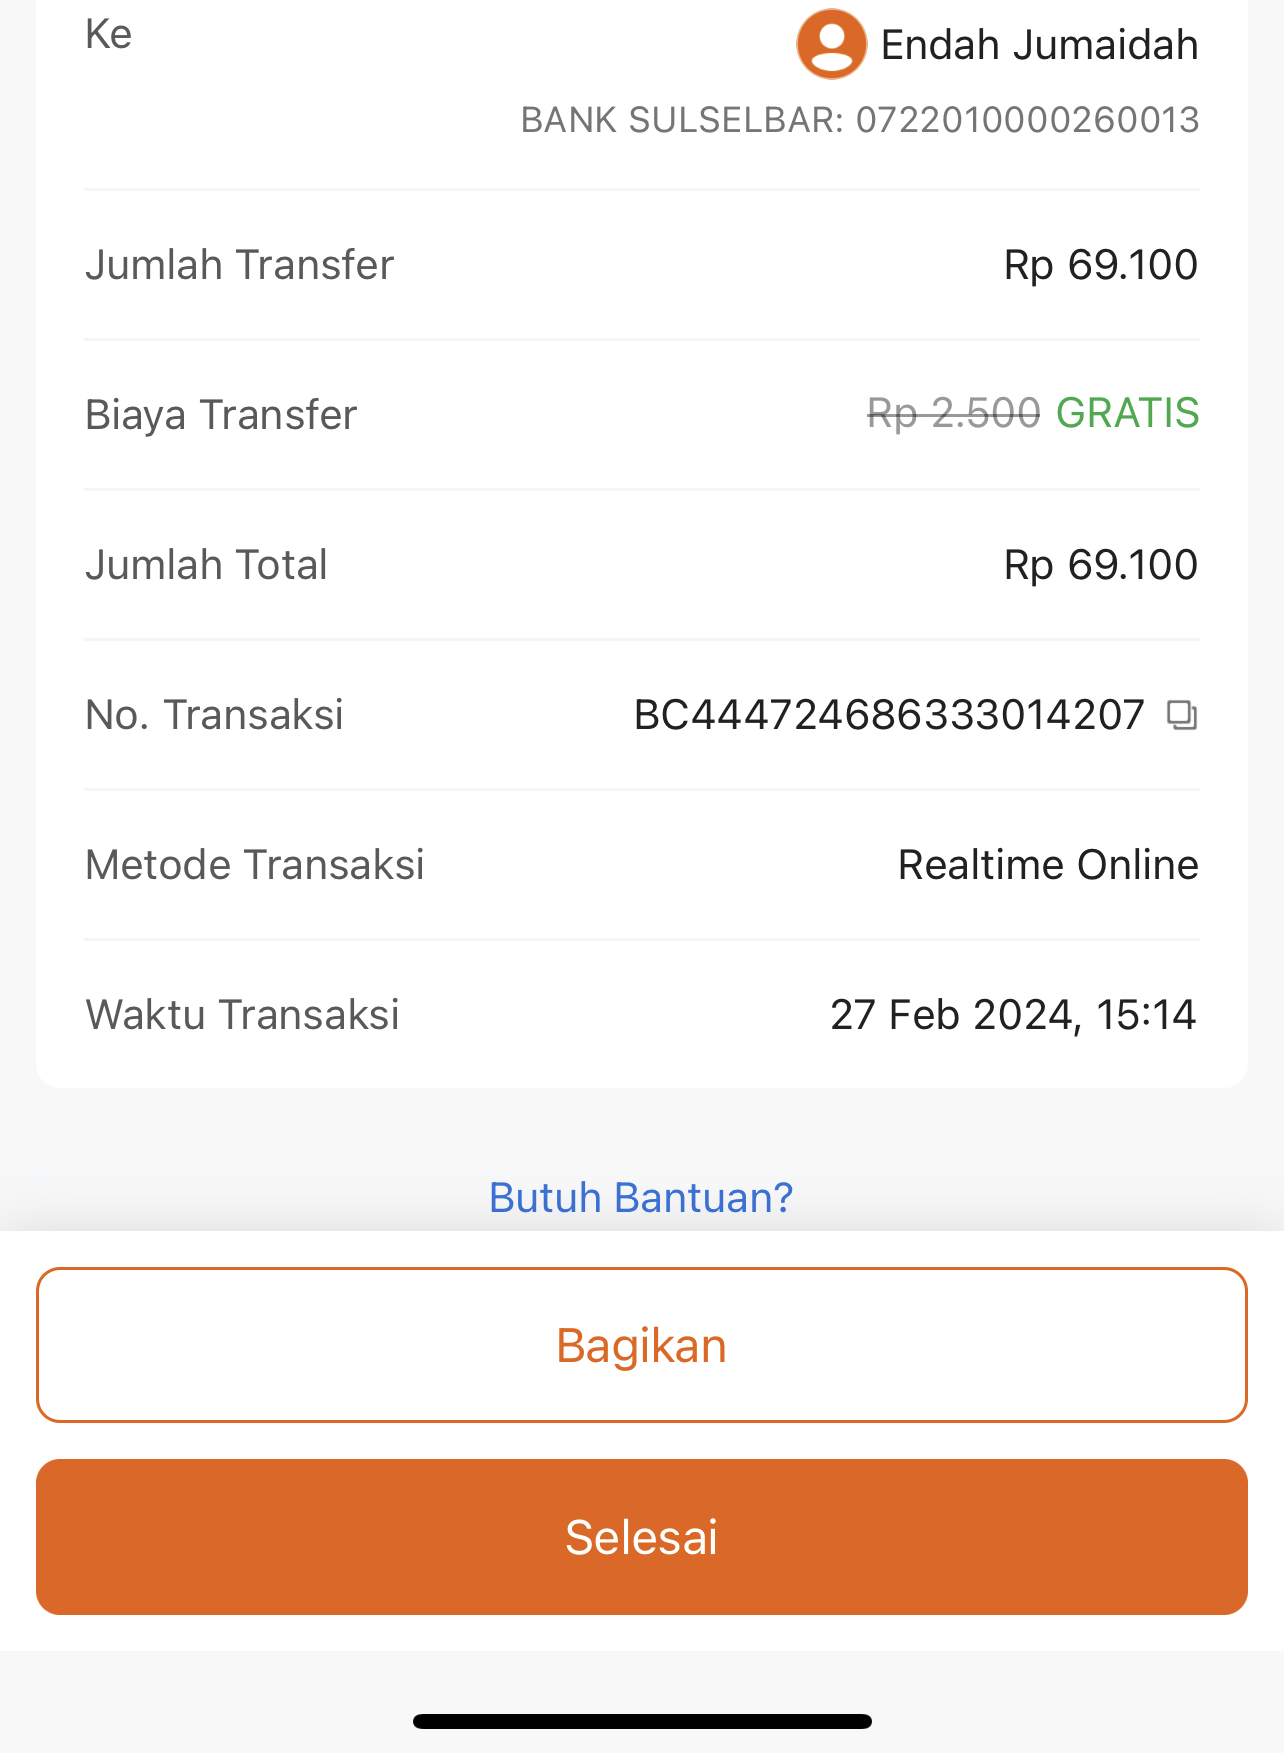 Ke
Endah Jumaidah
BANK SULSELBAR: 0722010000260013
Jumlah Transfer Rp 69.100
Biaya Transfer Rp 2.500 GRATIS
Jumlah Total Rp 69.100
No. Transaksi BC444724686333014207
Metode Transaksi Realtime Online
Waktu Transaksi 27 Feb 2024, 15:14
Butuh Bantuan?
Bagikan
Selesai